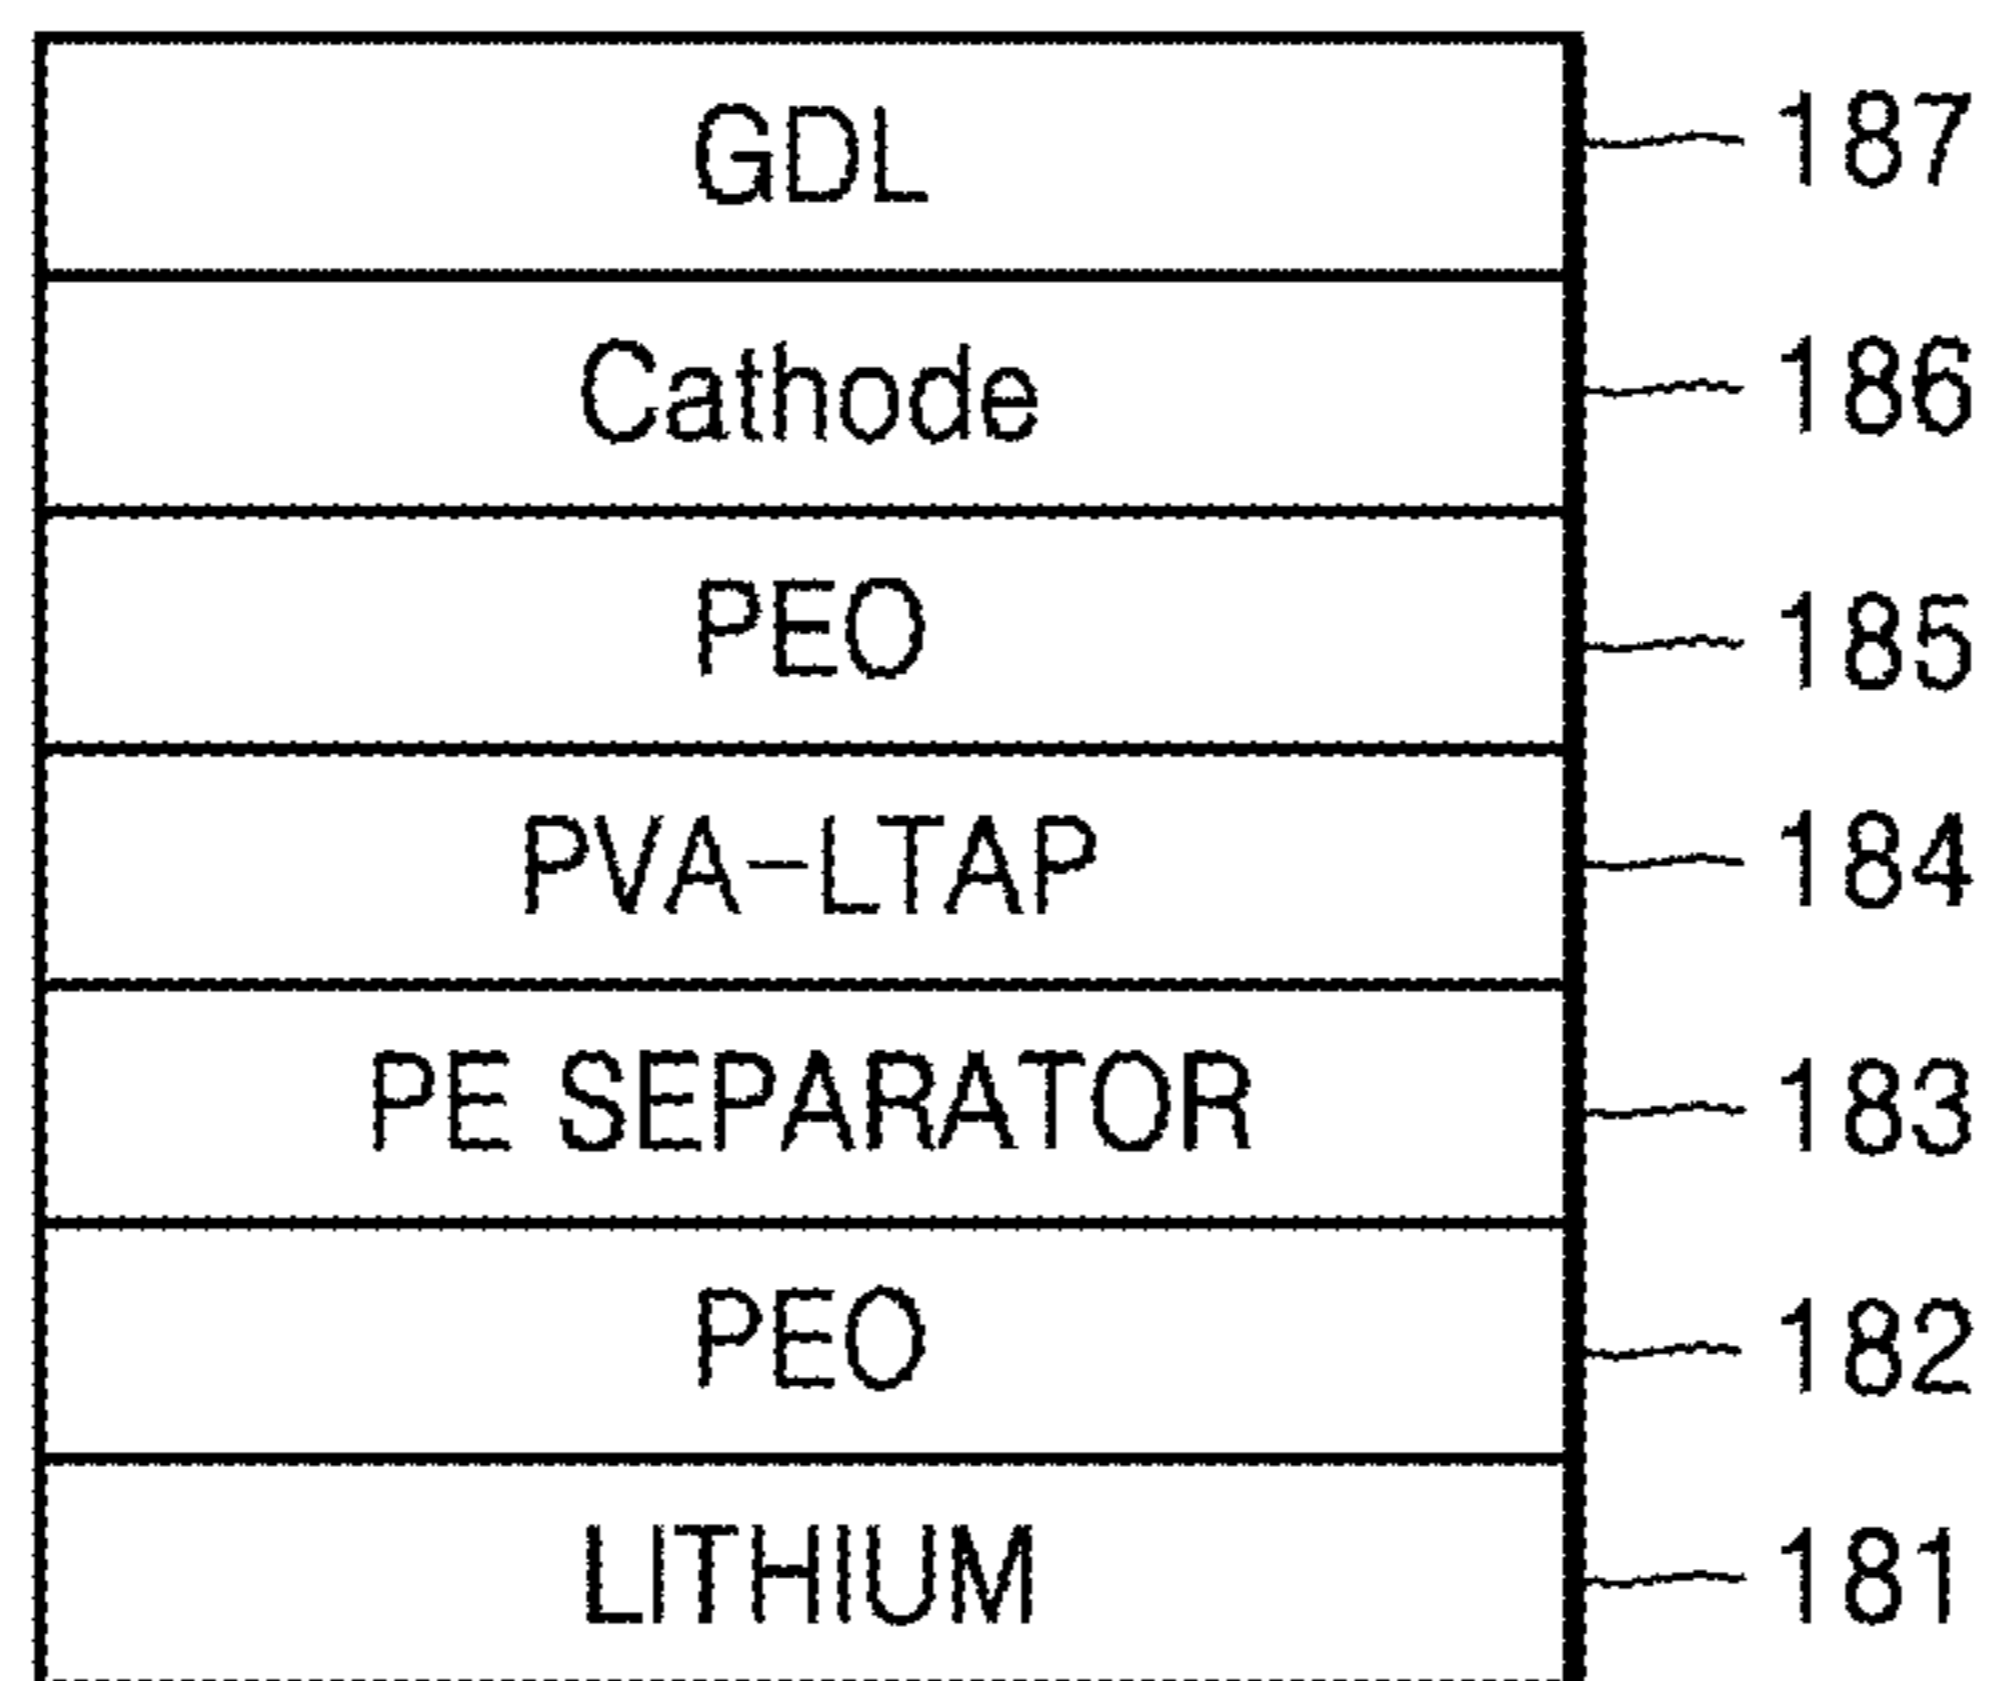 GDL 187
Cathode 186
PEO 185
PVA-LTAP 184
PE SEPARATOR 183
PEO 182
LITHIUM 181